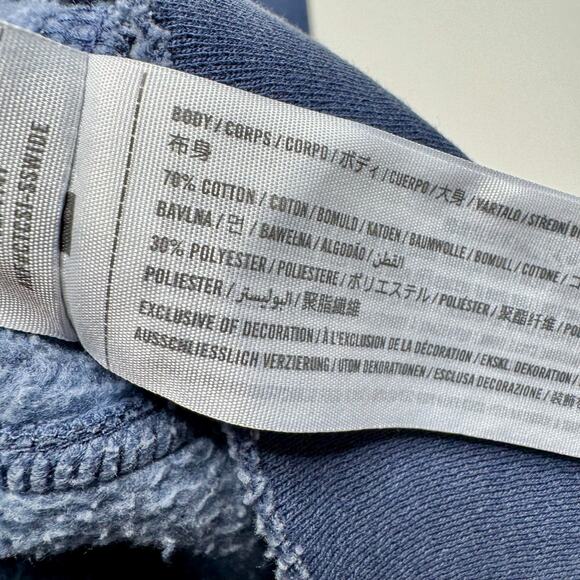 BODY / CORPS / CORPO / ボディ / CUERPO / 大身 / VARTALO / STREDNÍ
布身
70% COTTON / COTON / BOMULD / KATOEN / BAUMWOLLE / BOMULL / COTONE /
BAVLNA / 면 / BAWEŁNA / ALGODÃO / القطن /
30% POLYESTER / POLIESTERE / ポリエステル / POLIÉSTER / 聚酯纤维 /
POLIESTER / البوليستر / 聚脂纖維
EXCLUSIVE OF DECORATION / À L'EXCLUSION DE LA DÉCORATION / EKSKL. DEKORATION /
AUSSCHLIESSLICH VERZIERUNG / UTOM DEKORATIONEN / ESCLUSA DECORAZIONE /